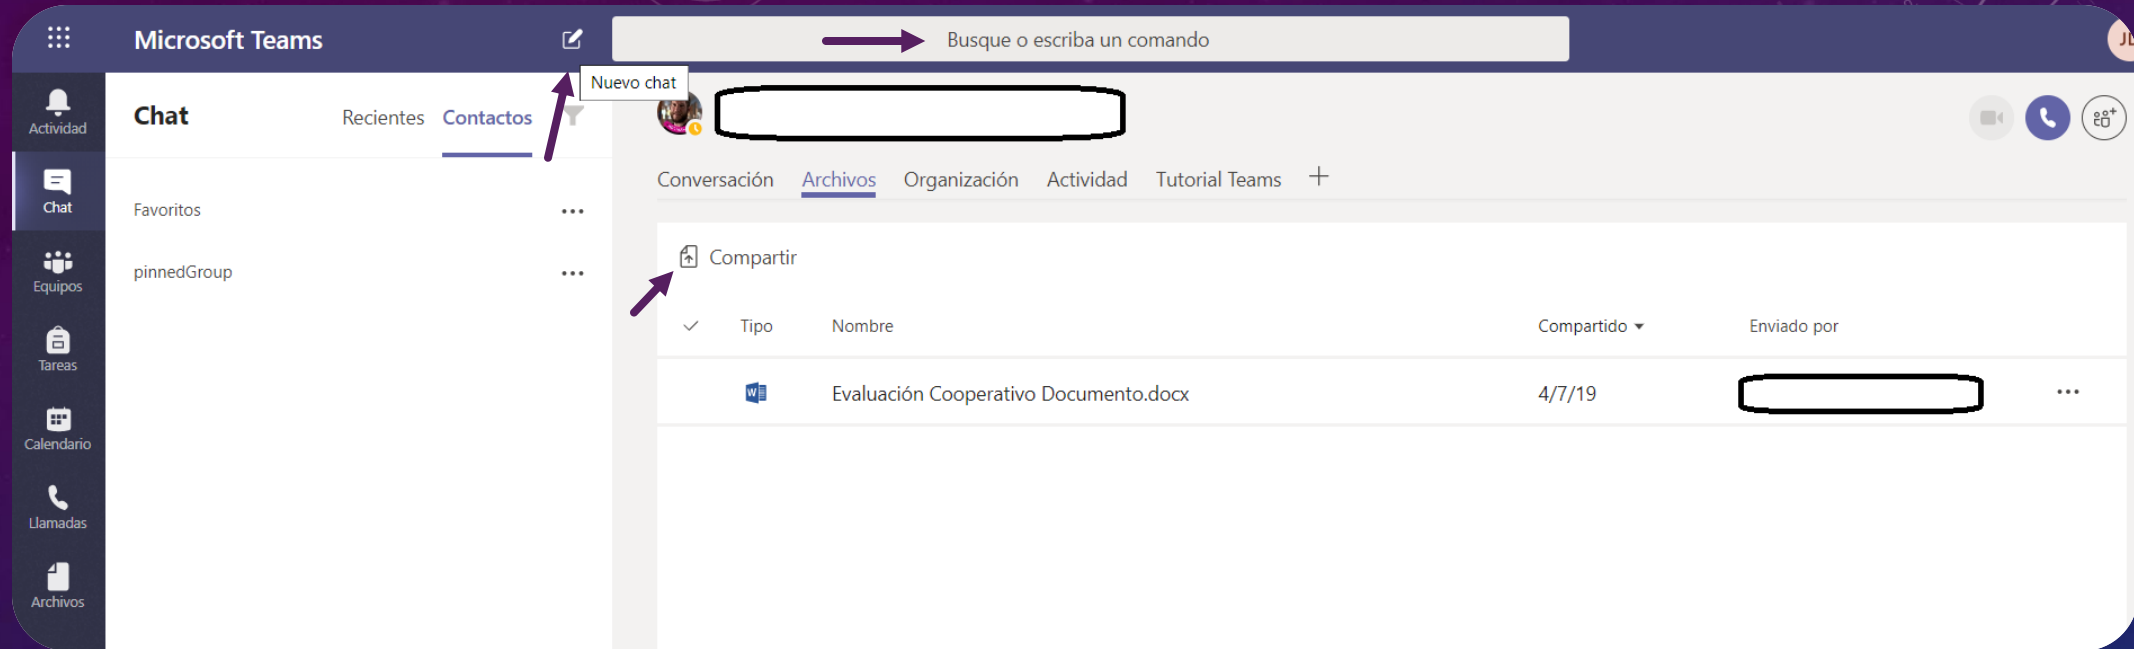 Microsoft Teams
Busque o escriba un comando
JL
Nuevo chat
Actividad
Chat
Equipos
Tareas
Calendario
Llamadas
Archivos
Chat
Recientes
Contactos
Favoritos
pinnedGroup
Conversación
Archivos
Organización
Actividad
Tutorial Teams
Compartir
Tipo
Nombre
Compartido
Enviado por
Evaluación Cooperativo Documento.docx
4/7/19